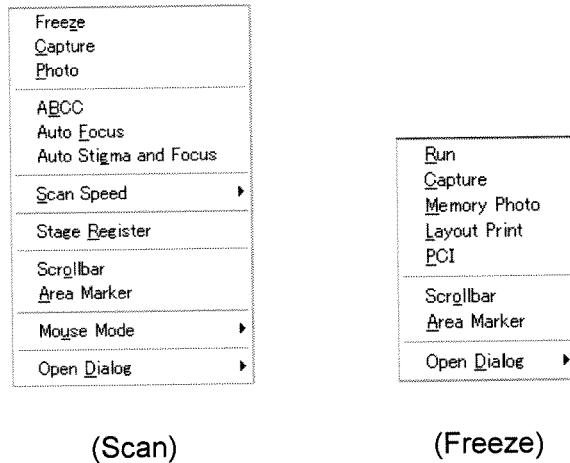 Freeze
Capture
Photo
ABCC
Auto Focus
Auto Stigma and Focus
Scan Speed
Stage Register
Scrollbar
Area Marker
Mouse Mode
Open Dialog
(Scan)
Run
Capture
Memory Photo
Layout Print
PCI
Scrollbar
Area Marker
Open Dialog
(Freeze)